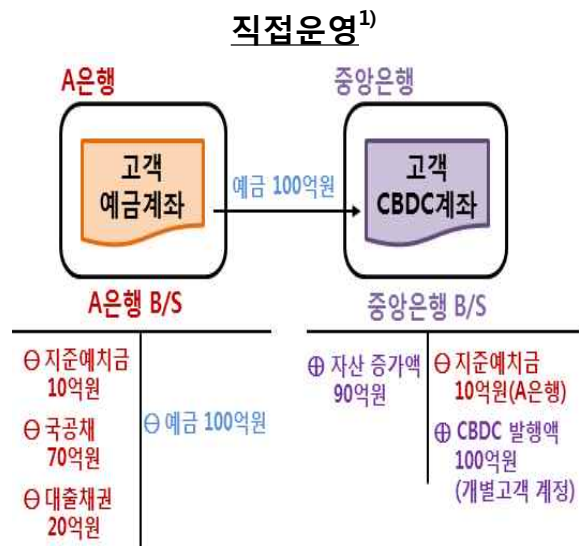 직접운영1)
A은행
중앙은행
고객
예금계좌
예금 100억원
고객
CBDC계좌
A은행 B/S
중앙은행 B/S
⊖ 지준예치금
10억원
⊖ 국공채
70억원
⊖ 대출채권
20억원
⊖ 예금 100억원
⊕ 자산 증가액
90억원
⊖ 지준예치금
10억원(A은행)
⊕ CBDC 발행액
100억원
(개별고객 계정)